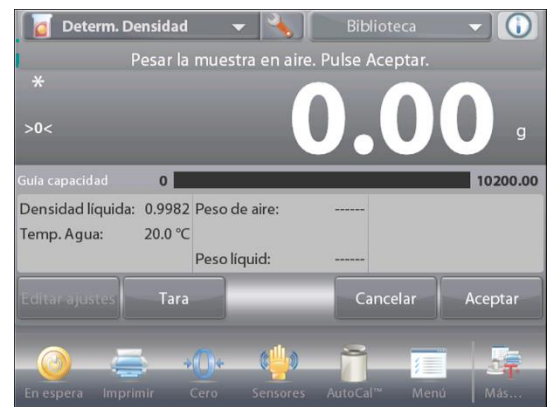 Determ. Densidad Biblioteca
Pesar la muestra en aire. Pulse Aceptar.
*
>0< 0.00 g
Guía capacidad 0 10200.00
Densidad líquida: 0.9982 Peso de aire: ------
Temp. Agua: 20.0 °C
Peso líquid: ------
Editar ajustes Tara Cancelar Aceptar
En espera Imprimir Cero Sensores AutoCal™ Menú Más...